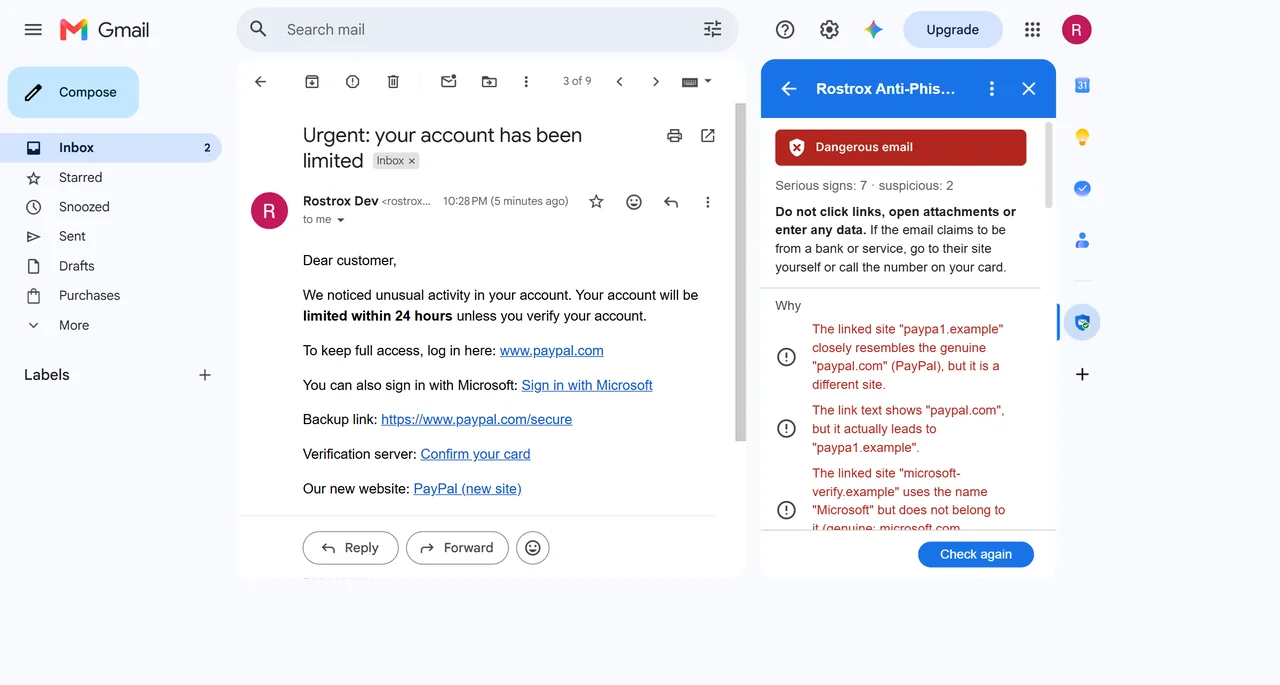 Gmail
Search mail
Upgrade
R
Compose
Inbox 2
Starred
Snoozed
Sent
Drafts
Purchases
More
Labels
3 of 9
Urgent: your account has been
limited Inbox ×
R
Rostrox Dev <rostrox... 10:28 PM (5 minutes ago)
to me
Dear customer,
We noticed unusual activity in your account. Your account will be
limited within 24 hours unless you verify your account.
To keep full access, log in here: www.paypal.com
You can also sign in with Microsoft: Sign in with Microsoft
Backup link: https://www.paypal.com/secure
Verification server: Confirm your card
Our new website: PayPal (new site)
Reply
Forward
Rostrox Anti-Phis...
Dangerous email
Serious signs: 7 · suspicious: 2
Do not click links, open attachments or
enter any data. If the email claims to be
from a bank or service, go to their site
yourself or call the number on your card.
Why
The linked site "paypa1.example"
closely resembles the genuine
"paypal.com" (PayPal), but it is a
different site.
The link text shows "paypal.com",
but it actually leads to
"paypa1.example".
The linked site "microsoft-
verify.example" uses the name
"Microsoft" but does not belong to
it (genuine: microsoft.com
Check again
31